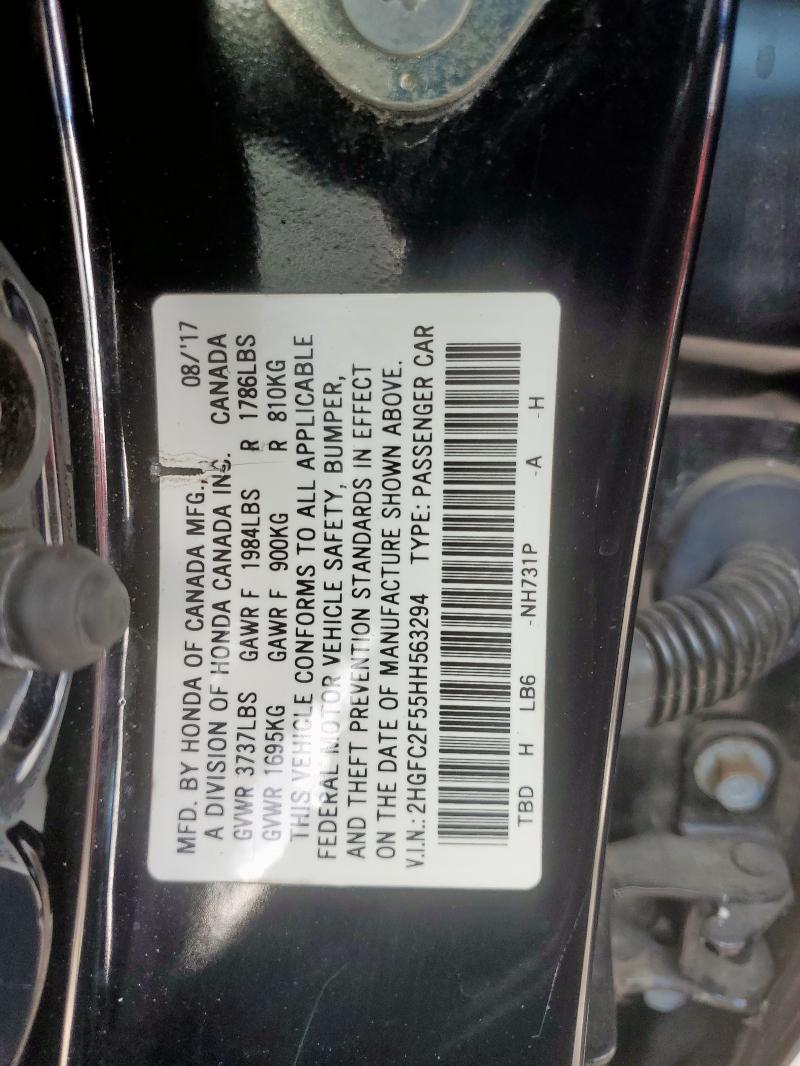 MFD. BY HONDA OF CANADA MFG., 08/'17
A DIVISION OF HONDA CANADA INC. CANADA
GVWR 3737LBS GAWR F 1984LBS R 1786LBS
GVWR 1695KG GAWR F 900KG R 810KG
THIS VEHICLE CONFORMS TO ALL APPLICABLE
FEDERAL MOTOR VEHICLE SAFETY, BUMPER,
AND THEFT PREVENTION STANDARDS IN EFFECT
ON THE DATE OF MANUFACTURE SHOWN ABOVE.
V.I.N.: 2HGFC2F55HH563294 TYPE: PASSENGER CAR
TBD H LB6 -NH731P -A -H